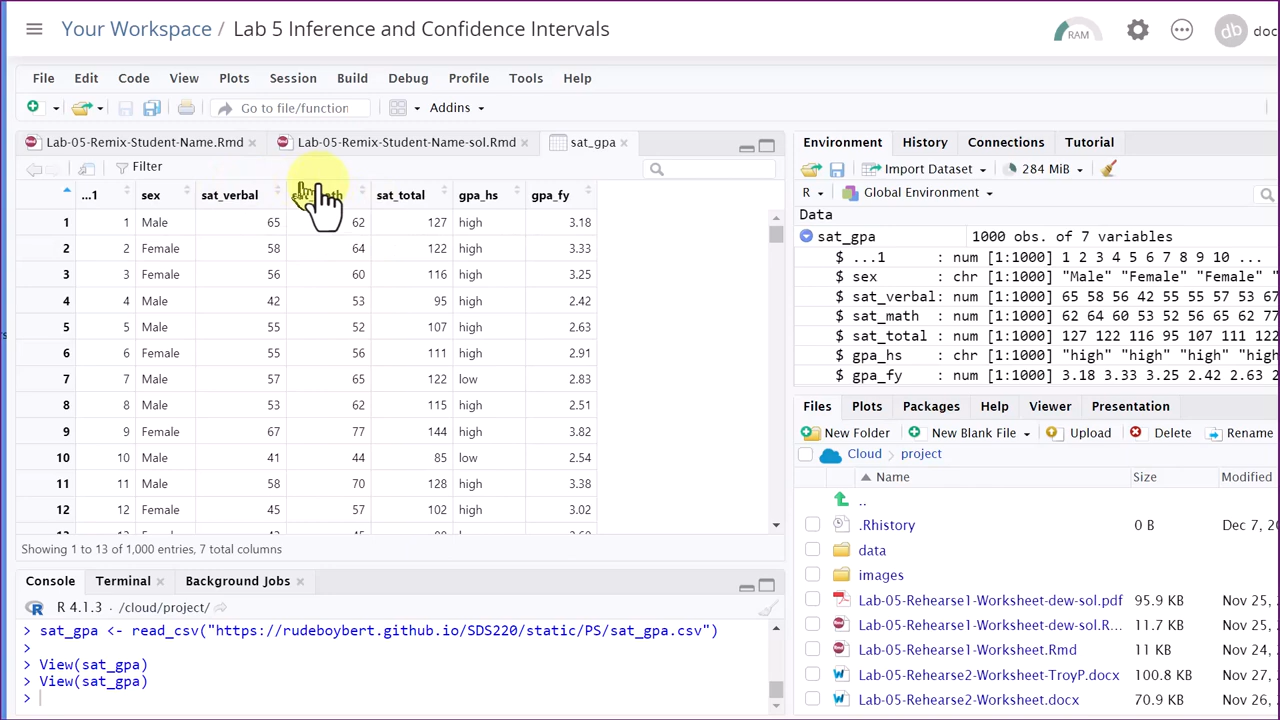 Your Workspace / Lab 5 Inference and Confidence Intervals
RAM
db
doc
File Edit Code View Plots Session Build Debug Profile Tools Help
Go to file/function
Addins
Lab-05-Remix-Student-Name.Rmd
Lab-05-Remix-Student-Name-sol.Rmd
sat_gpa
Filter
...1 sex sat_verbal sat_total gpa_hs gpa_fy
1 1 Male 65 62 127 high 3.18
2 2 Female 58 64 122 high 3.33
3 3 Female 56 60 116 high 3.25
4 4 Male 42 53 95 high 2.42
5 5 Male 55 52 107 high 2.63
6 6 Female 55 56 111 high 2.91
7 7 Male 57 65 122 low 2.83
8 8 Male 53 62 115 high 2.51
9 9 Female 67 77 144 high 3.82
10 10 Male 41 44 85 low 2.54
11 11 Male 58 70 128 high 3.38
12 12 Female 45 57 102 high 3.02
Showing 1 to 13 of 1,000 entries, 7 total columns
Console Terminal Background Jobs
R 4.1.3 · /cloud/project/
> sat_gpa <- read_csv("https://rudeboybert.github.io/SDS220/static/PS/sat_gpa.csv")
>
> View(sat_gpa)
> View(sat_gpa)
>
Environment History Connections Tutorial
Import Dataset
284 MiB
R Global Environment
Data
sat_gpa 1000 obs. of 7 variables
$ ...1 : num [1:1000] 1 2 3 4 5 6 7 8 9 10 ...
$ sex : chr [1:1000] "Male" "Female" "Female"
$ sat_verbal: num [1:1000] 65 58 56 42 55 55 57 53 67
$ sat_math : num [1:1000] 62 64 60 53 52 56 65 62 77
$ sat_total : num [1:1000] 127 122 116 95 107 111 122
$ gpa_hs : chr [1:1000] "high" "high" "high" "high
$ gpa_fy : num [1:1000] 3.18 3.33 3.25 2.42 2.63 2
Files Plots Packages Help Viewer Presentation
New Folder New Blank File Upload Delete Rename
Cloud project
Name Size Modified
..
.Rhistory 0 B Dec 7, 20
data
images
Lab-05-Rehearse1-Worksheet-dew-sol.pdf 95.9 KB Nov 25,
Lab-05-Rehearse1-Worksheet-dew-sol.R... 11.7 KB Nov 25,
Lab-05-Rehearse1-Worksheet.Rmd 11 KB Nov 24,
Lab-05-Rehearse2-Worksheet-TroyP.docx 100.8 KB Nov 27,
Lab-05-Rehearse2-Worksheet.docx 70.9 KB Nov 26,